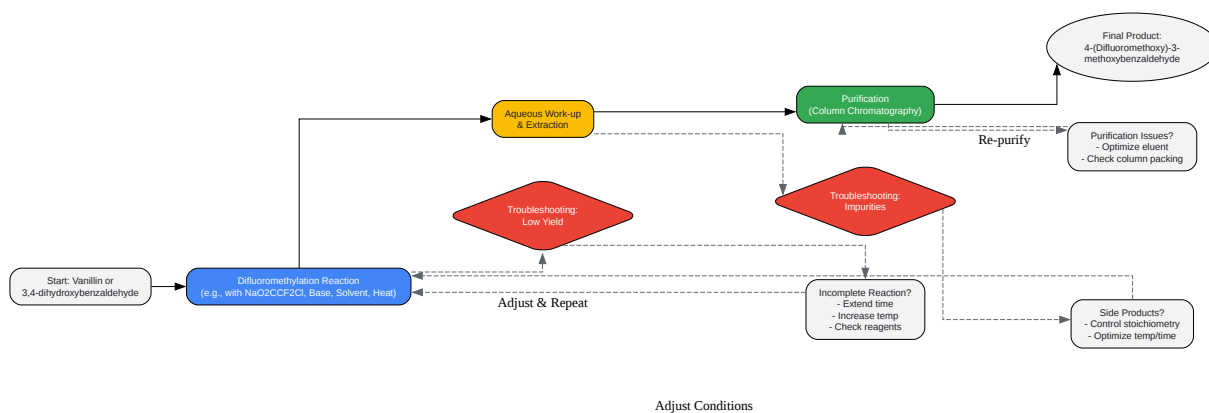 Final Product:
4-(Difluoromethoxy)-3-
methoxybenzaldehyde
Purification
(Column Chromatography)
Aqueous Work-up
& Extraction
Purification Issues?
- Optimize eluent
- Check column packing
Re-purify
Troubleshooting:
Impurities
Troubleshooting:
Low Yield
Start: Vanillin or
3,4-dihydroxybenzaldehyde
Difluoromethylation Reaction
(e.g., with NaO2CCF2Cl, Base, Solvent, Heat)
Adjust & Repeat
Incomplete Reaction?
- Extend time
- Increase temp
- Check reagents
Side Products?
- Control stoichiometry
- Optimize temp/time
Adjust Conditions